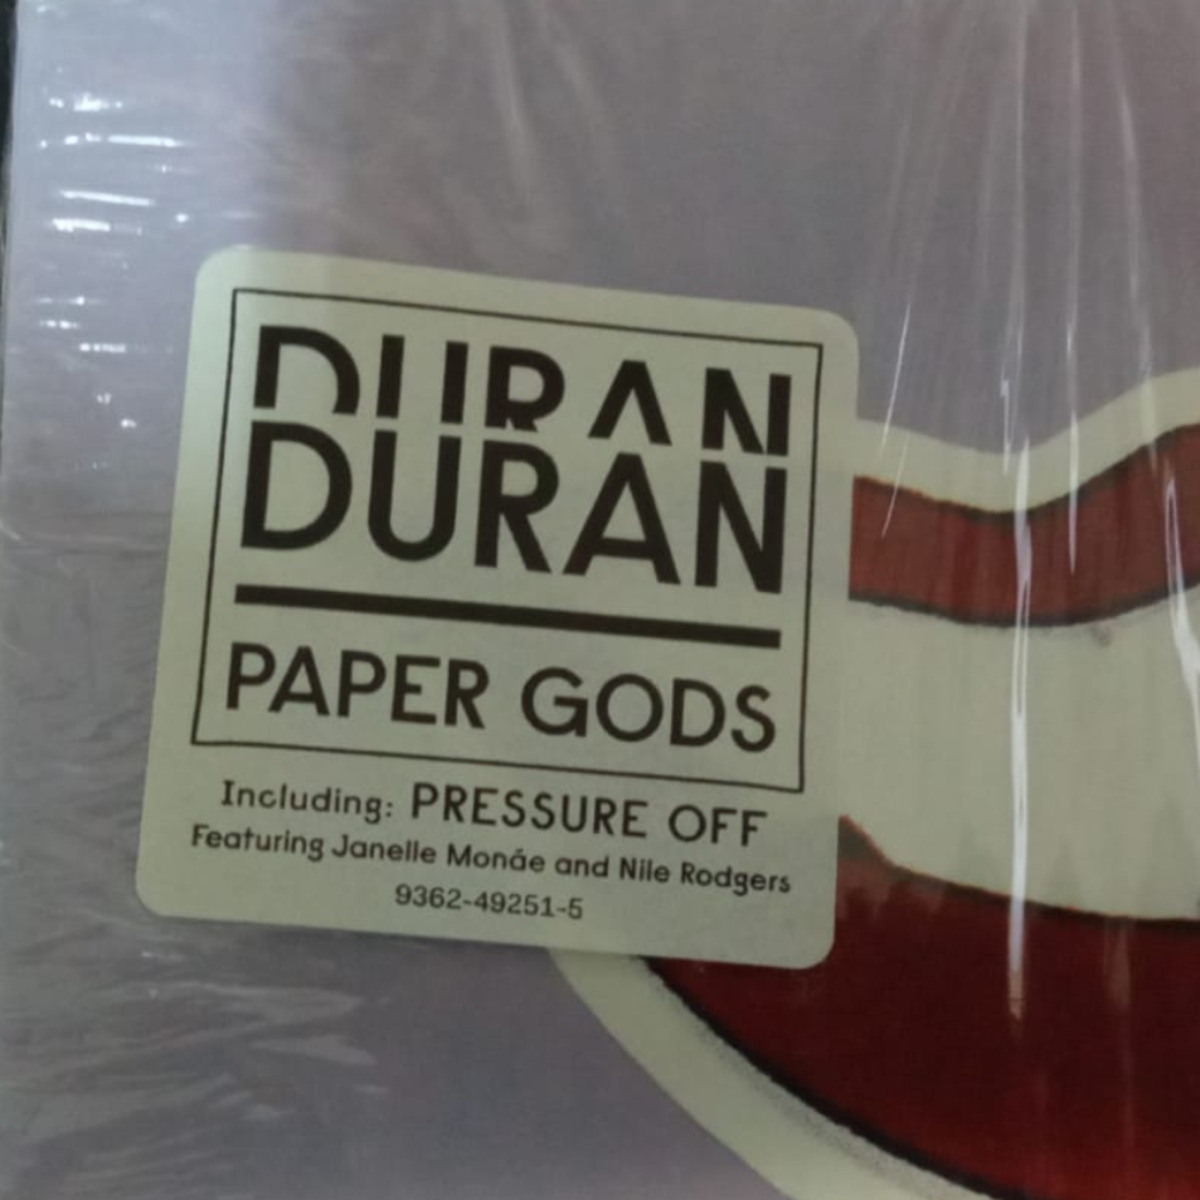 DURAN
DURAN
PAPER GODS
Including: PRESSURE OFF
Featuring Janelle Monáe and Nile Rodgers
9362-49251-5